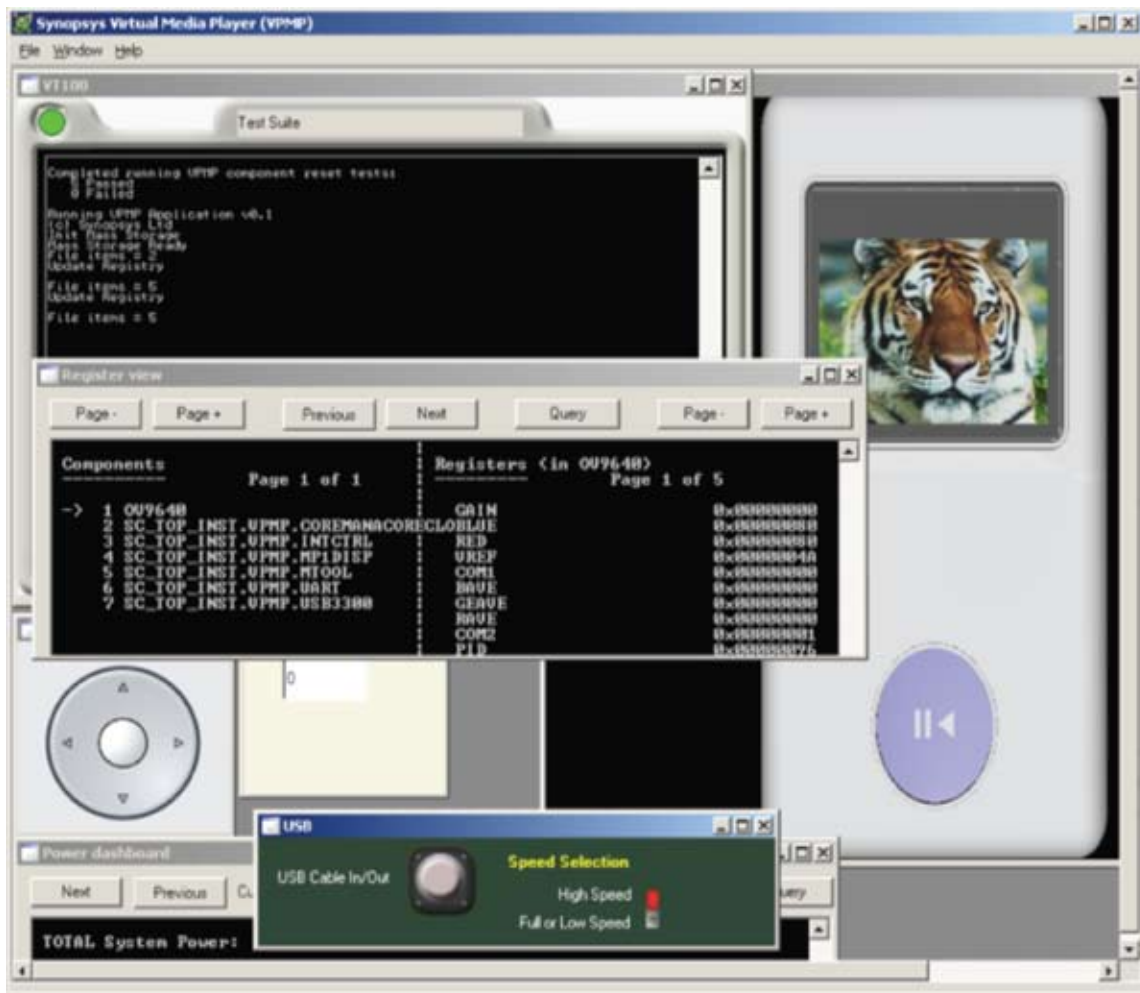 Synopsys Virtual Media Player (VPMP)
File Window Help
VT100
Test Suite
Completed running VPMP component reset tests:
5 Passed
0 Failed
Running VPMP Application v0.1
(c) Synopsys Ltd
Init Mass Storage
Mass Storage Ready
File items = 2
Update Registry
File items = 5
Update Registry
File items = 5
Register view
Page - Page + Previous Next Query Page - Page +
Components Registers (in OV9640)
Page 1 of 1 Page 1 of 5
-> 1 OV9640 GAIN 0x00000000
2 SC_TOP_INST.VPMP.COREMANACORECLOBLUE 0x00000080
3 SC_TOP_INST.VPMP.INTCTRL RED 0x00000080
4 SC_TOP_INST.VPMP.MP1DISP VREF 0x0000004A
5 SC_TOP_INST.VPMP.MTOOL COM1 0x00000000
6 SC_TOP_INST.VPMP.UART BAVE 0x00000000
7 SC_TOP_INST.VPMP.USB3300 GEAVE 0x00000000
RAVE 0x00000000
COM2 0x00000001
PID 0x00000096
0
USB
Power dashboard
USB Cable In/Out
Speed Selection
High Speed
Full or Low Speed
Next Previous
TOTAL System Power: